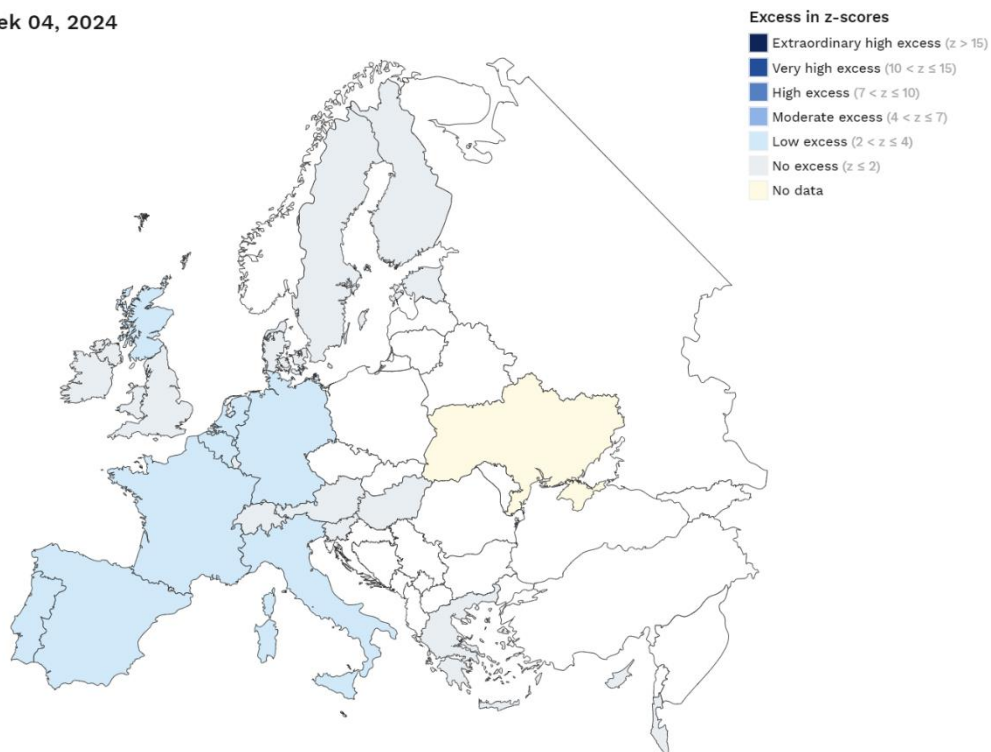 ek 04, 2024
Excess in z-scores
Extraordinary high excess (z > 15)
Very high excess (10 < z ≤ 15)
High excess (7 < z ≤ 10)
Moderate excess (4 < z ≤ 7)
Low excess (2 < z ≤ 4)
No excess (z ≤ 2)
No data